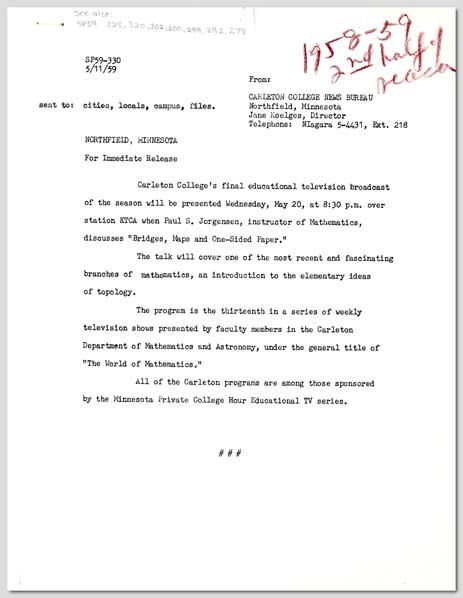 See also:
SP59 328, 320, 302, 300, 299, 292, 279
1958-59
2nd half of
SP59-330
5/11/59
From:
CARLETON COLLEGE NEWS BUREAU
sent to: cities, locals, campus, files.
Northfield, Minnesota
Jane Koelges, Director
Telephone: NIagara 5-4431, Ext. 218
NORTHFIELD, MINNESOTA
For Immediate Release
Carleton College's final educational television broadcast
of the season will be presented Wednesday, May 20, at 8:30 p.m. over
station KTCA when Paul S. Jorgensen, instructor of Mathematics,
discusses "Bridges, Maps and One-Sided Paper."
The talk will cover one of the most recent and fascinating
branches of mathematics, an introduction to the elementary ideas
of topology.
The program is the thirteenth in a series of weekly
television shows presented by faculty members in the Carleton
Department of Mathematics and Astronomy, under the general title of
"The World of Mathematics."
All of the Carleton programs are among those sponsored
by the Minnesota Private College Hour Educational TV series.
# # #